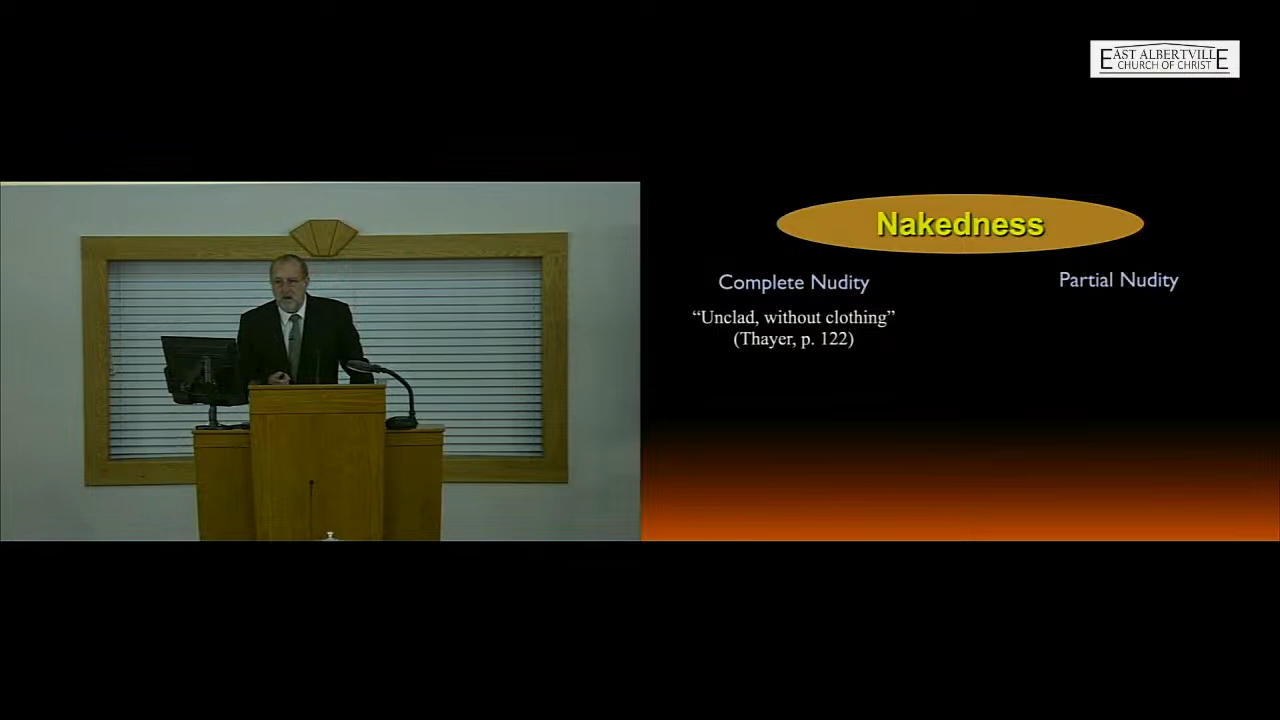 EAST ALBERTVILLE
CHURCH OF CHRIST
Nakedness
Complete Nudity
Partial Nudity
“Unclad, without clothing”
(Thayer, p. 122)